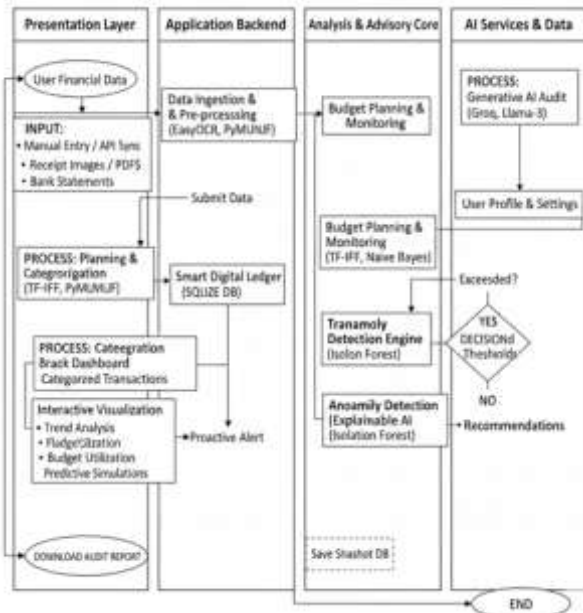 Presentation Layer
Application Backend
Analysis & Advisory Core
AI Services & Data
User Financial Data
INPUT:
• Manual Entry / API Sync
• Receipt Images / PDFS
• Bank Statements
Data Ingestion &
& Pre-processsing
(EasyOCR, PyMUNUF)
Budget Planning &
Monitoring
PROCESS:
Generative AI Audit
(Groq, Llama-3)
User Profile & Settings
Submit Data
PROCESS: Planning &
Categrorigation
(TF-IFF, PyMUMUF)
Smart Digital Ledger
(SQLIZE DB)
Budget Planning &
Monitoring
(TF-IFF, Naive Bayes)
Exceesded?
YES
DECISIONd
Thresholds
NO
Tranamoly
Detection Engine
(Isolon Forest)
PROCESS: Cateegration
Brack Dashboard
Categorzed Transactions
Interactive Visualization
• Trend Analysis
• Fladgetilization
• Budget Utilization
Predictive Simulations
Proactive Alert
Anoamily Detection
(Explainable AI
(Isolation Forest)
Recommendations
Save Snashot DB
DOWNLOAD AUDIT REPORT
END